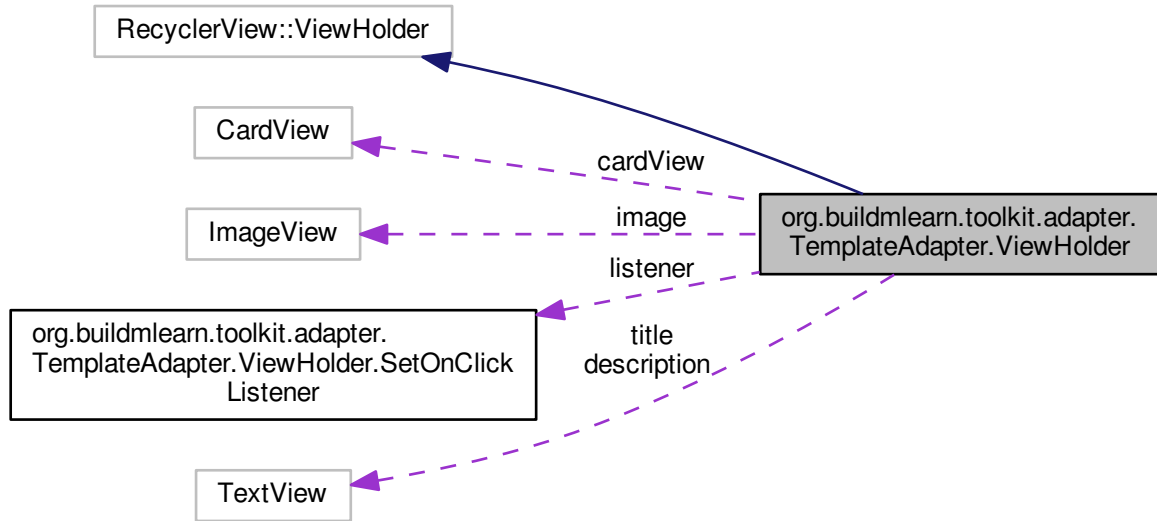 RecyclerView::ViewHolder
CardView
cardView
org.buildmlearn.toolkit.adapter.
TemplateAdapter.ViewHolder
ImageView
image
listener
org.buildmlearn.toolkit.adapter.
TemplateAdapter.ViewHolder.SetOnClick
Listener
title
description
TextView